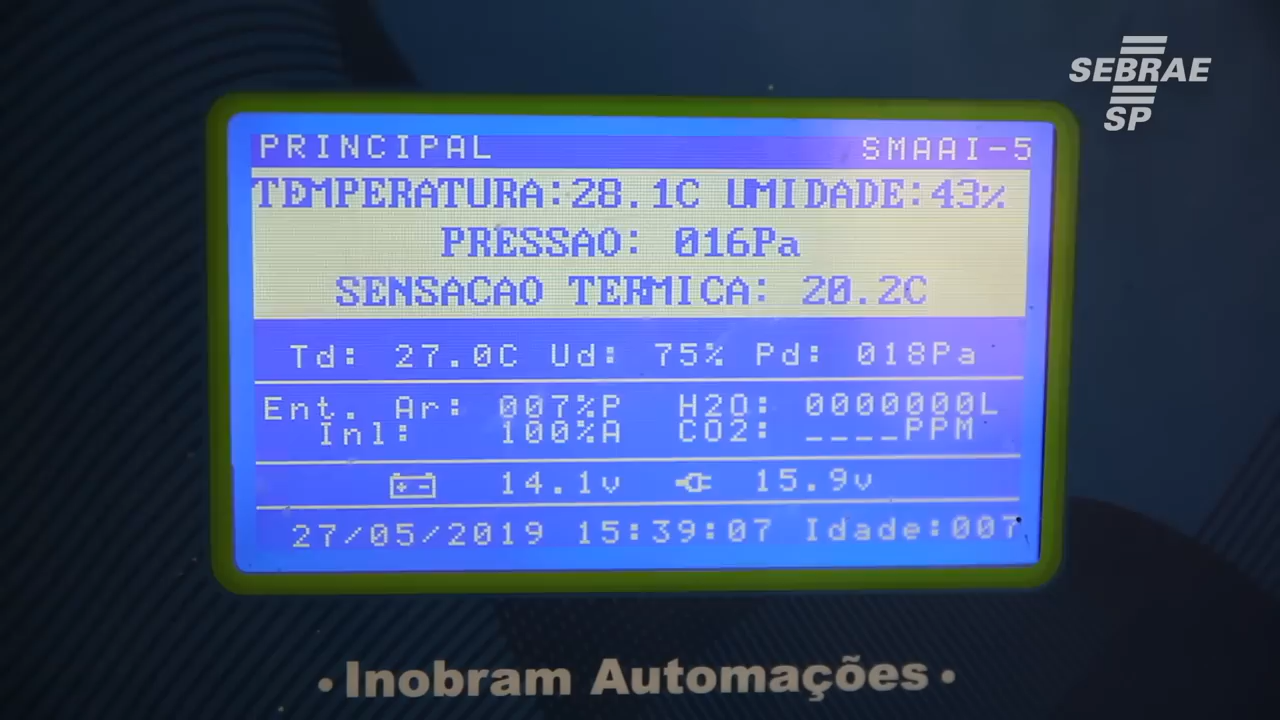 SEBRAE
SP
PRINCIPAL SMAAI-5
TEMPERATURA:28.1C UMIDADE:43%
PRESSAO: 016Pa
SENSACAO TERMICA: 20.2C
Td: 27.0C Ud: 75% Pd: 018Pa
Ent. Ar: 007%P H2O: 0000000L
Inl: 100%A CO2: ____PPM
14.1v 15.9v
27/05/2019 15:39:07 Idade:007
• Inobram Automações •